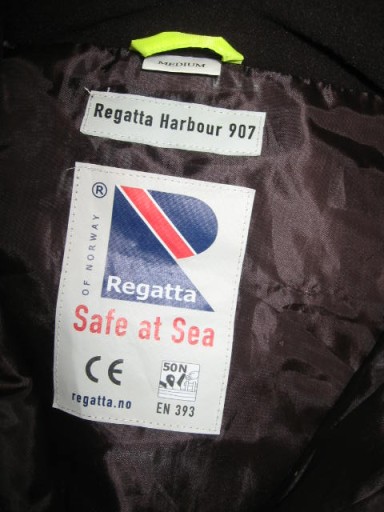 MEDIUM
Regatta Harbour 907
® OF NORWAY
Regatta
Safe at Sea
CE 50N
regatta.no EN 393